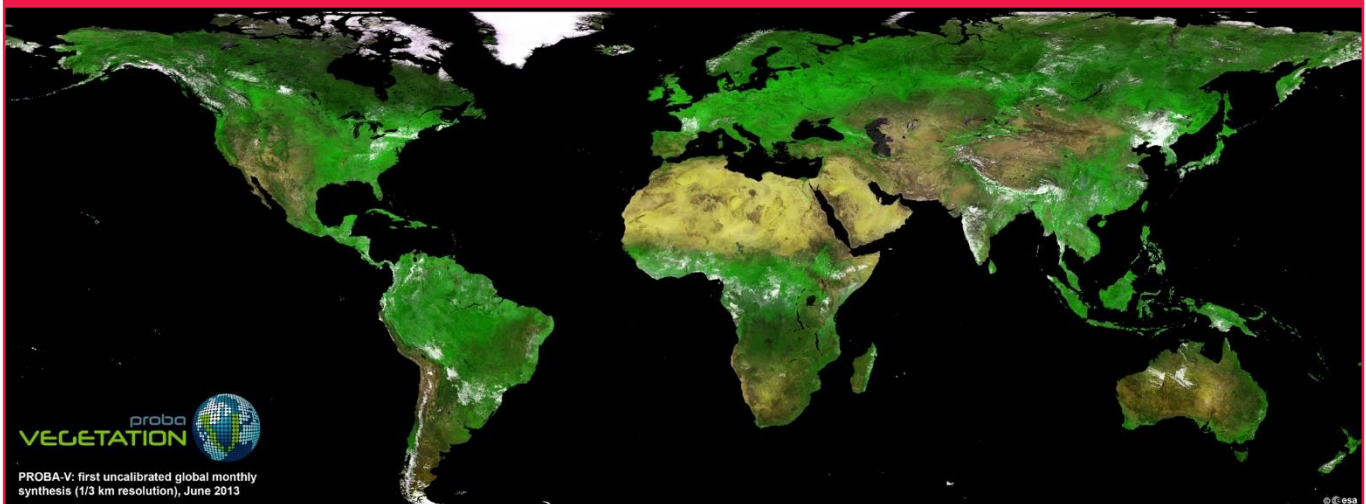 proba
VEGETATION
PROBA-V: first uncalibrated global monthly
synthesis (1/3 km resolution), June 2013
© esa